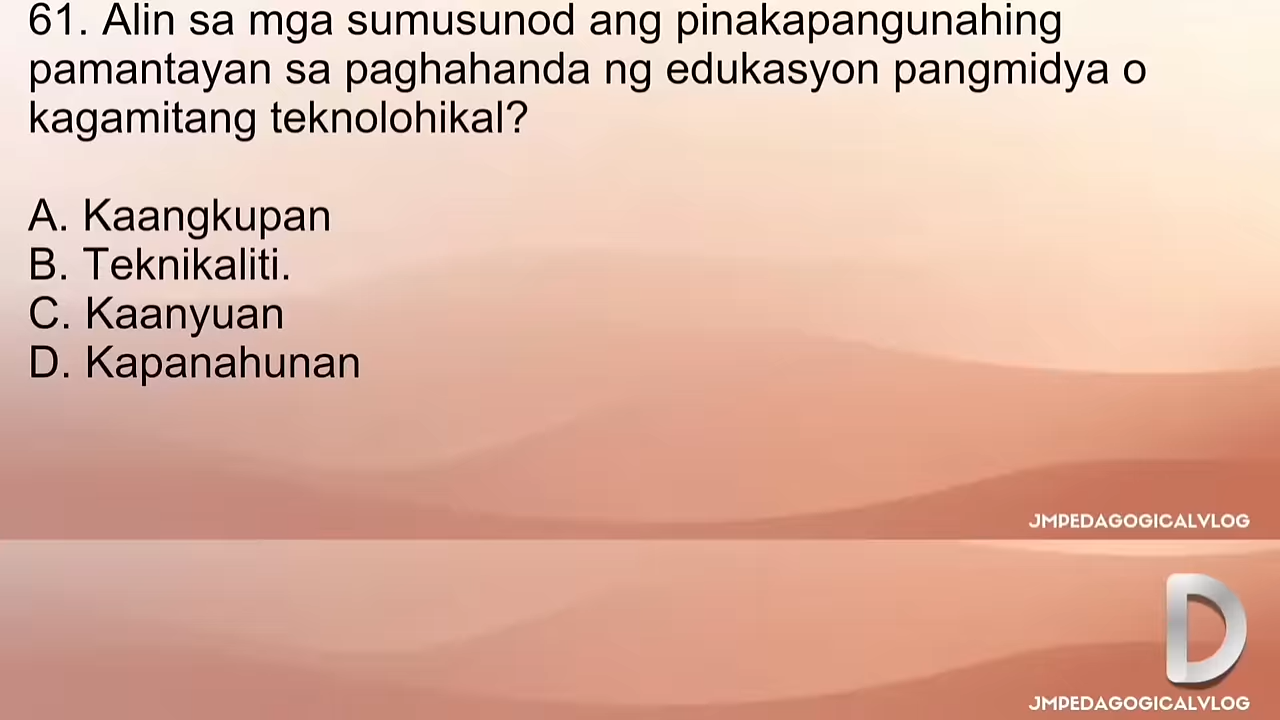 61. Alin sa mga sumusunod ang pinakapangunahing
pamantayan sa paghahanda ng edukasyon pangmidya o
kagamitang teknolohikal?
A. Kaangkupan
B. Teknikaliti.
C. Kaanyuan
D. Kapanahunan
JMPEDAGOGICALVLOG
D
JMPEDAGOGICALVLOG